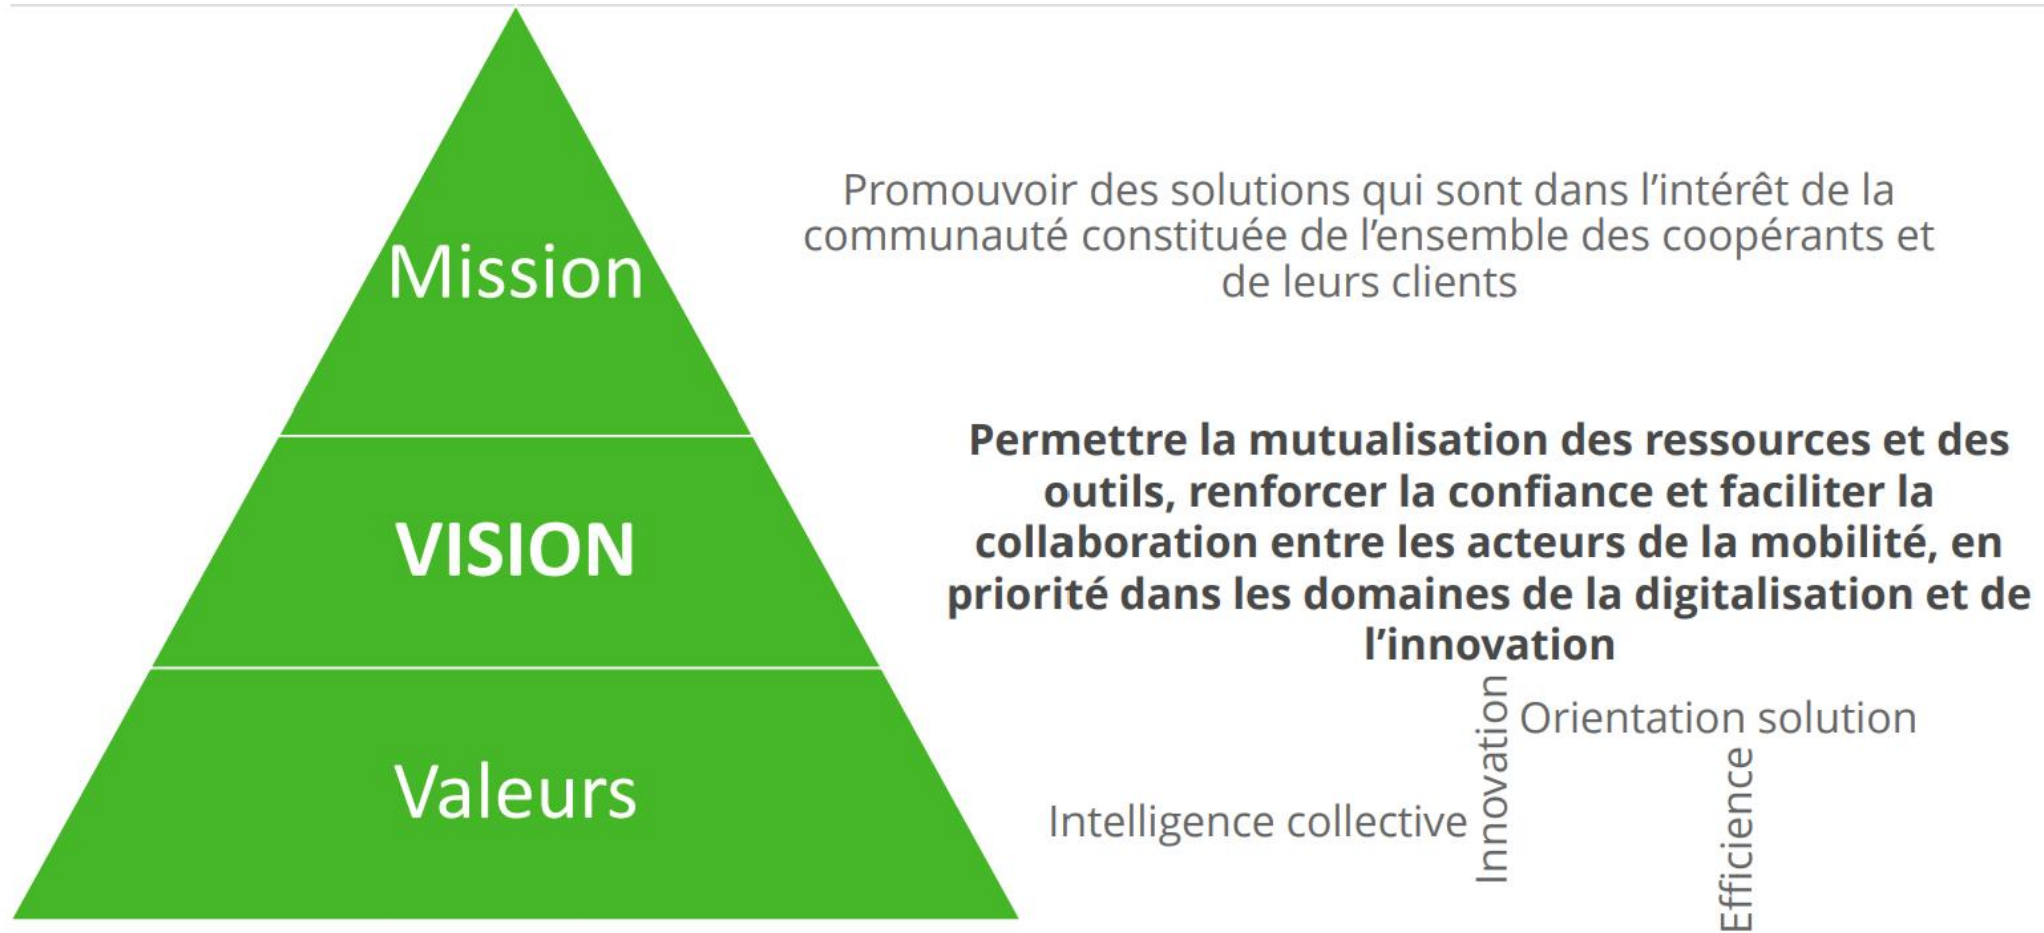 Mission
Promouvoir des solutions qui sont dans l’intérêt de la
communauté constituée de l’ensemble des coopérants et
de leurs clients
VISION
Permettre la mutualisation des ressources et des
outils, renforcer la confiance et faciliter la
collaboration entre les acteurs de la mobilité, en
priorité dans les domaines de la digitalisation et de
l’innovation
Valeurs
Intelligence collective
Innovation
Orientation solution
Efficience